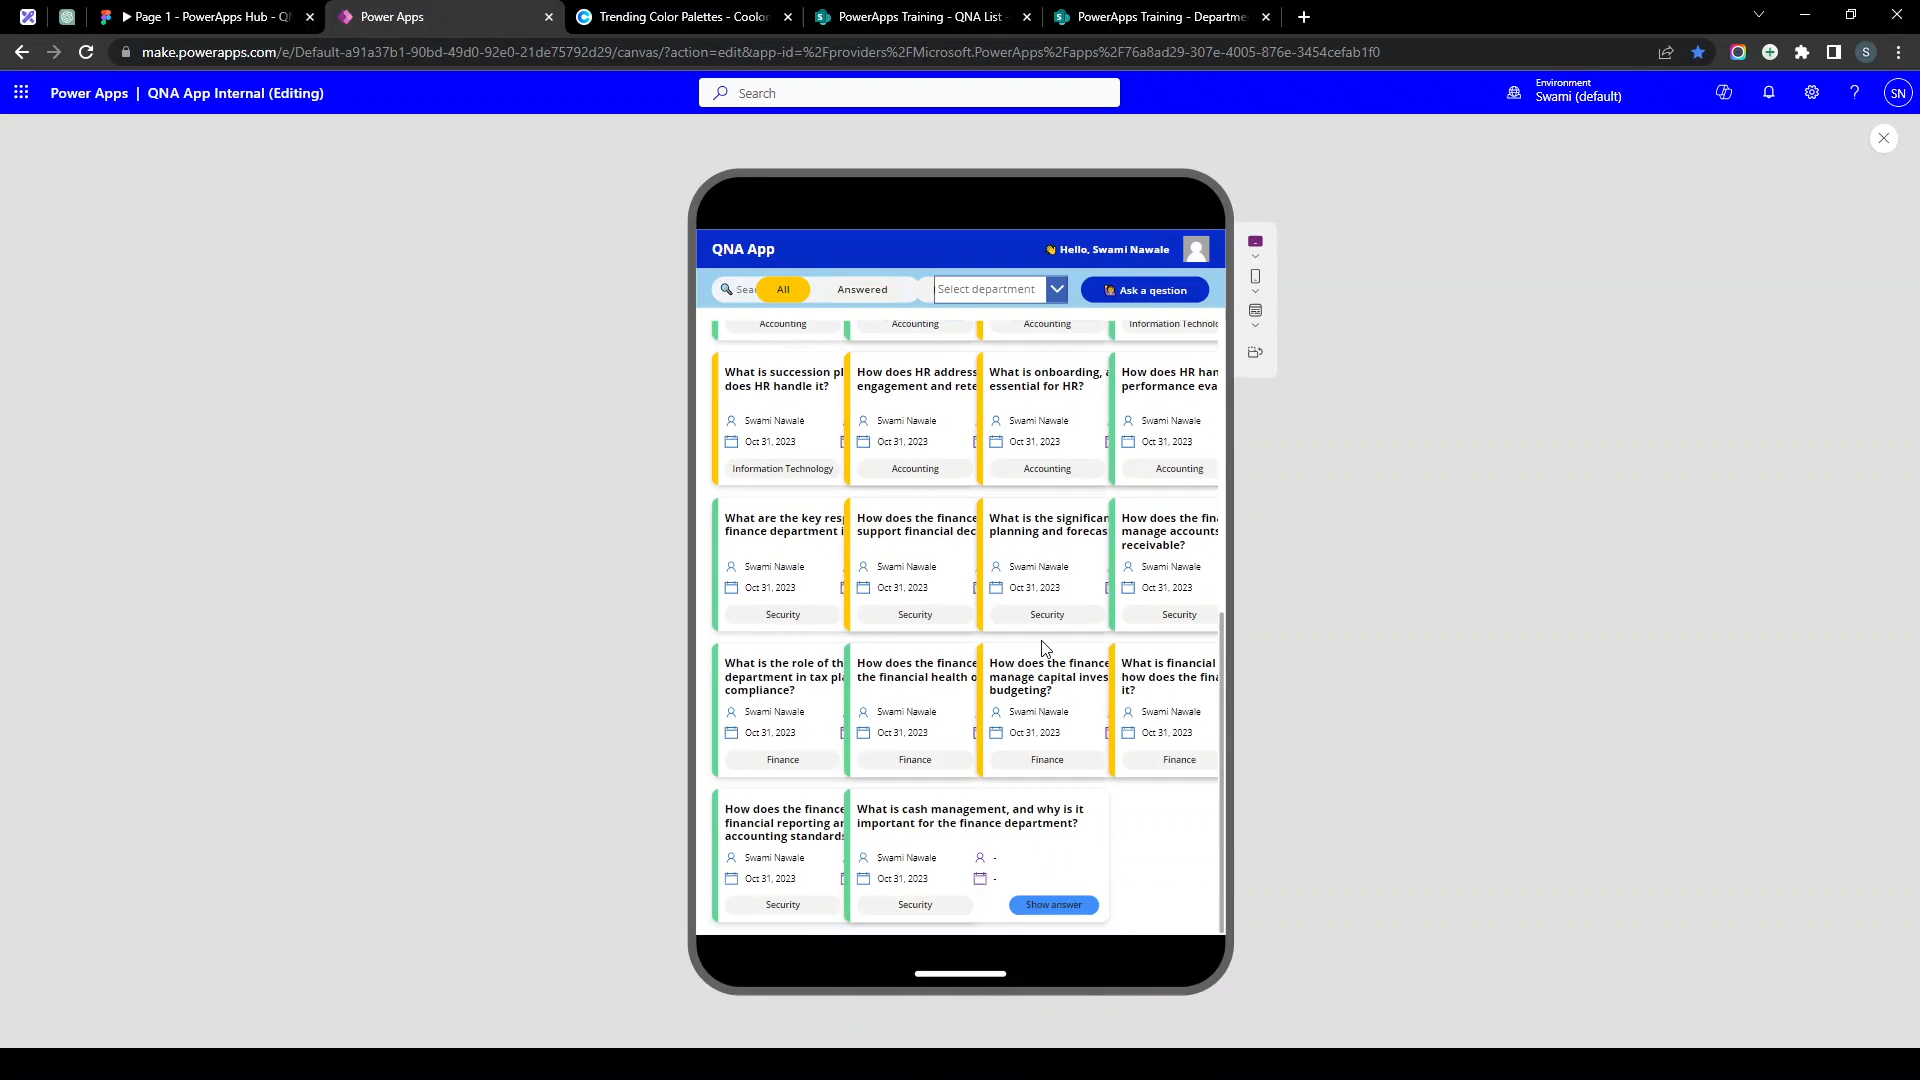 ▶ Page 1 - PowerApps Hub - QN
Power Apps
Trending Color Palettes - Coolor
PowerApps Training - QNA List -
PowerApps Training - Departme
make.powerapps.com/e/Default-a91a37b1-90bd-49d0-92e0-21de75792d29/canvas/?action=edit&app-id=%2Fproviders%2FMicrosoft.PowerApps%2Fapps%2F76a8ad29-307e-4005-876e-3454cefab1f0
S
Power Apps | QNA App Internal (Editing)
Search
Environment
Swami (default)
SN
QNA App
Hello, Swami Nawale
Sea
All
Answered
Select department
Ask a qestion
Accounting
Accounting
Accounting
Information Technolo
What is succession pl
does HR handle it?
Swami Nawale
Oct 31, 2023
Information Technology
How does HR address
engagement and rete
Swami Nawale
Oct 31, 2023
Accounting
What is onboarding, a
essential for HR?
Swami Nawale
Oct 31, 2023
Accounting
How does HR han
performance eva
Swami Nawale
Oct 31, 2023
Accounting
What are the key resp
finance department i
Swami Nawale
Oct 31, 2023
Security
How does the finance
support financial dec
Swami Nawale
Oct 31, 2023
Security
What is the significan
planning and forecas
Swami Nawale
Oct 31, 2023
Security
How does the fina
manage accounts
receivable?
Swami Nawale
Oct 31, 2023
Security
What is the role of th
department in tax pla
compliance?
Swami Nawale
Oct 31, 2023
Finance
How does the finance
the financial health o
Swami Nawale
Oct 31, 2023
Finance
How does the finance
manage capital inves
budgeting?
Swami Nawale
Oct 31, 2023
Finance
What is financial
how does the fina
it?
Swami Nawale
Oct 31, 2023
Finance
How does the finance
financial reporting an
accounting standards
Swami Nawale
Oct 31, 2023
Security
What is cash management, and why is it
important for the finance department?
Swami Nawale
-
Oct 31, 2023
-
Security
Show answer